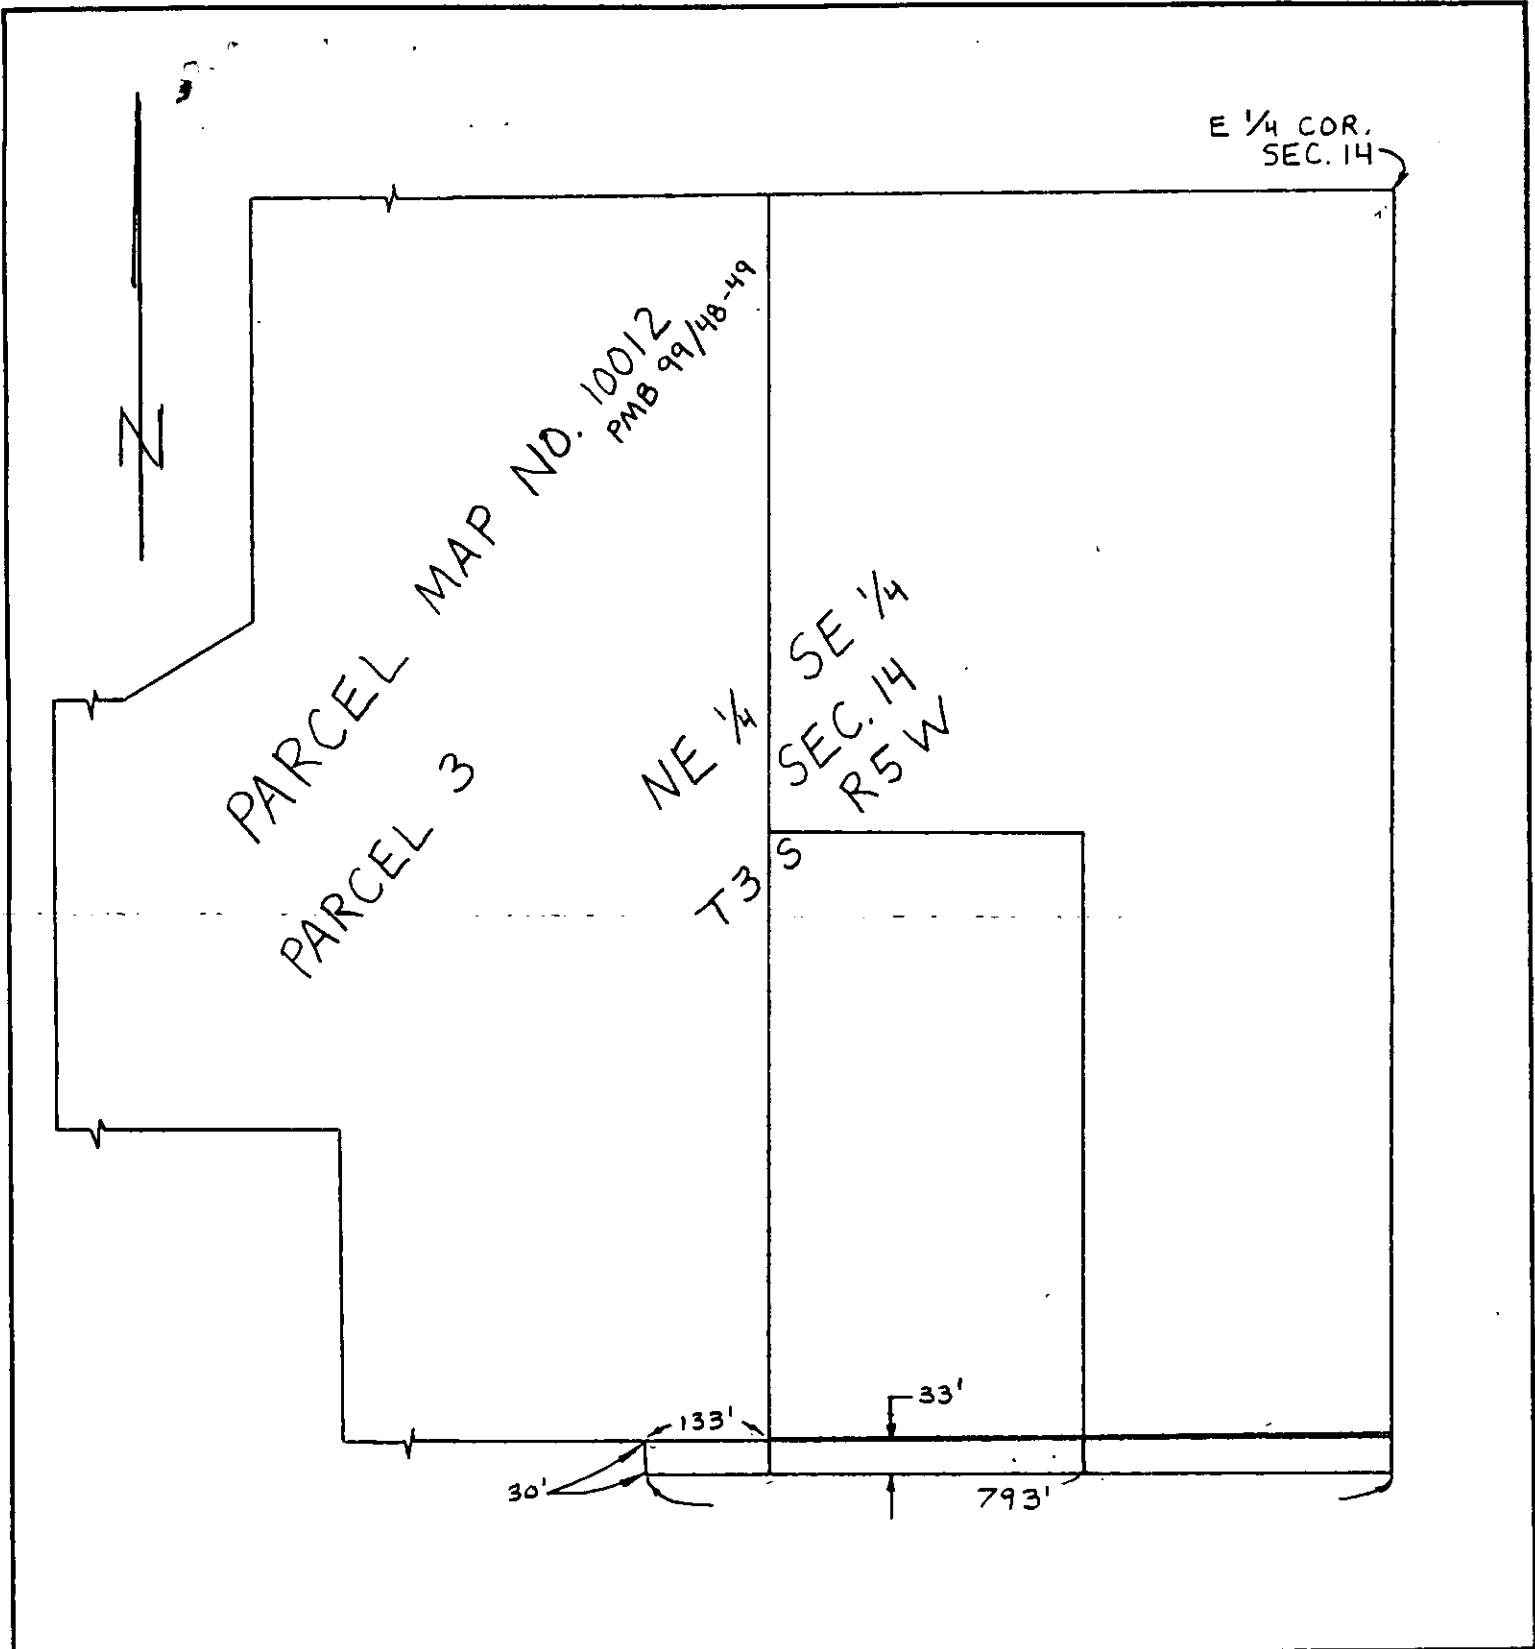 E 1/4 COR.
SEC. 14
N
PARCEL MAP NO. 10012
PMB 99/48-49
PARCEL 3
NE 1/4 SE 1/4
SEC. 14
T3S R5W
133'
33'
30'
793'